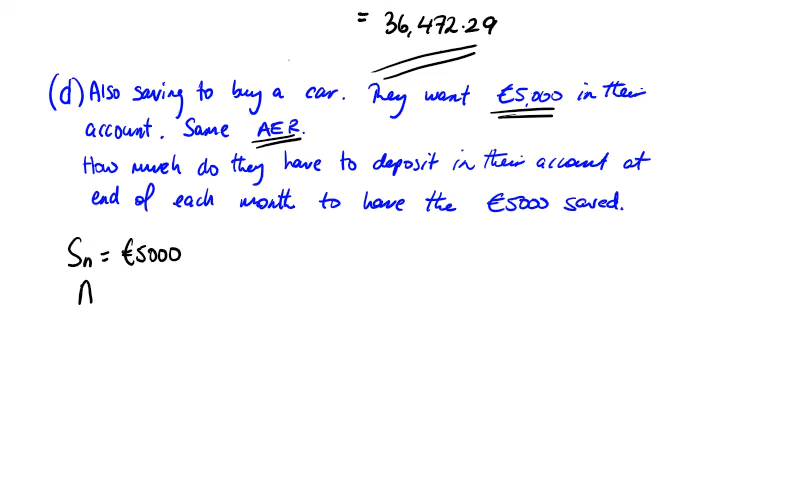 = 36,472.29
(d) Also saving to buy a car. They want €5,000 in their
account. Same AER.
How much do they have to deposit in their account at
end of each month to have the €5000 saved.
Sn = €5000
n